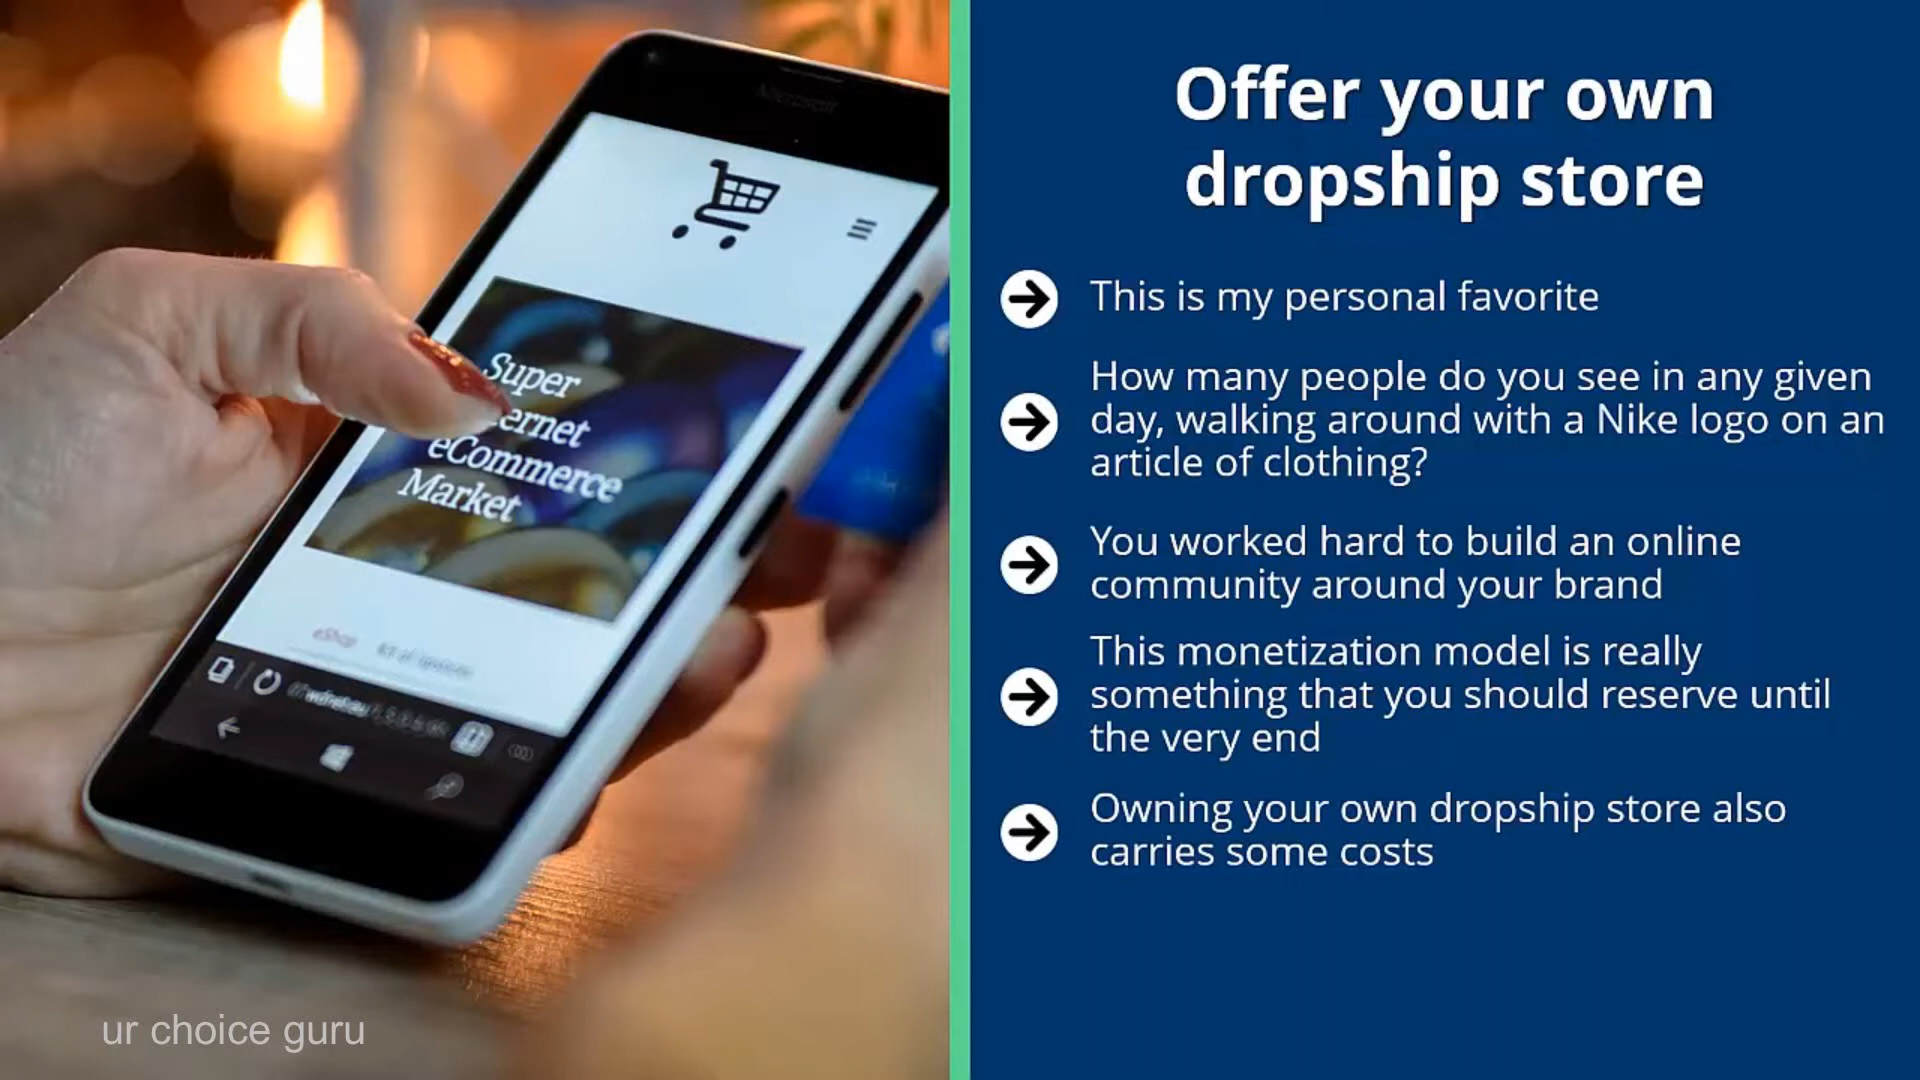 Microsoft
Super
ernet
eCommerce
Market
eShop
ur choice guru
Offer your own
dropship store
This is my personal favorite
How many people do you see in any given
day, walking around with a Nike logo on an
article of clothing?
You worked hard to build an online
community around your brand
This monetization model is really
something that you should reserve until
the very end
Owning your own dropship store also
carries some costs